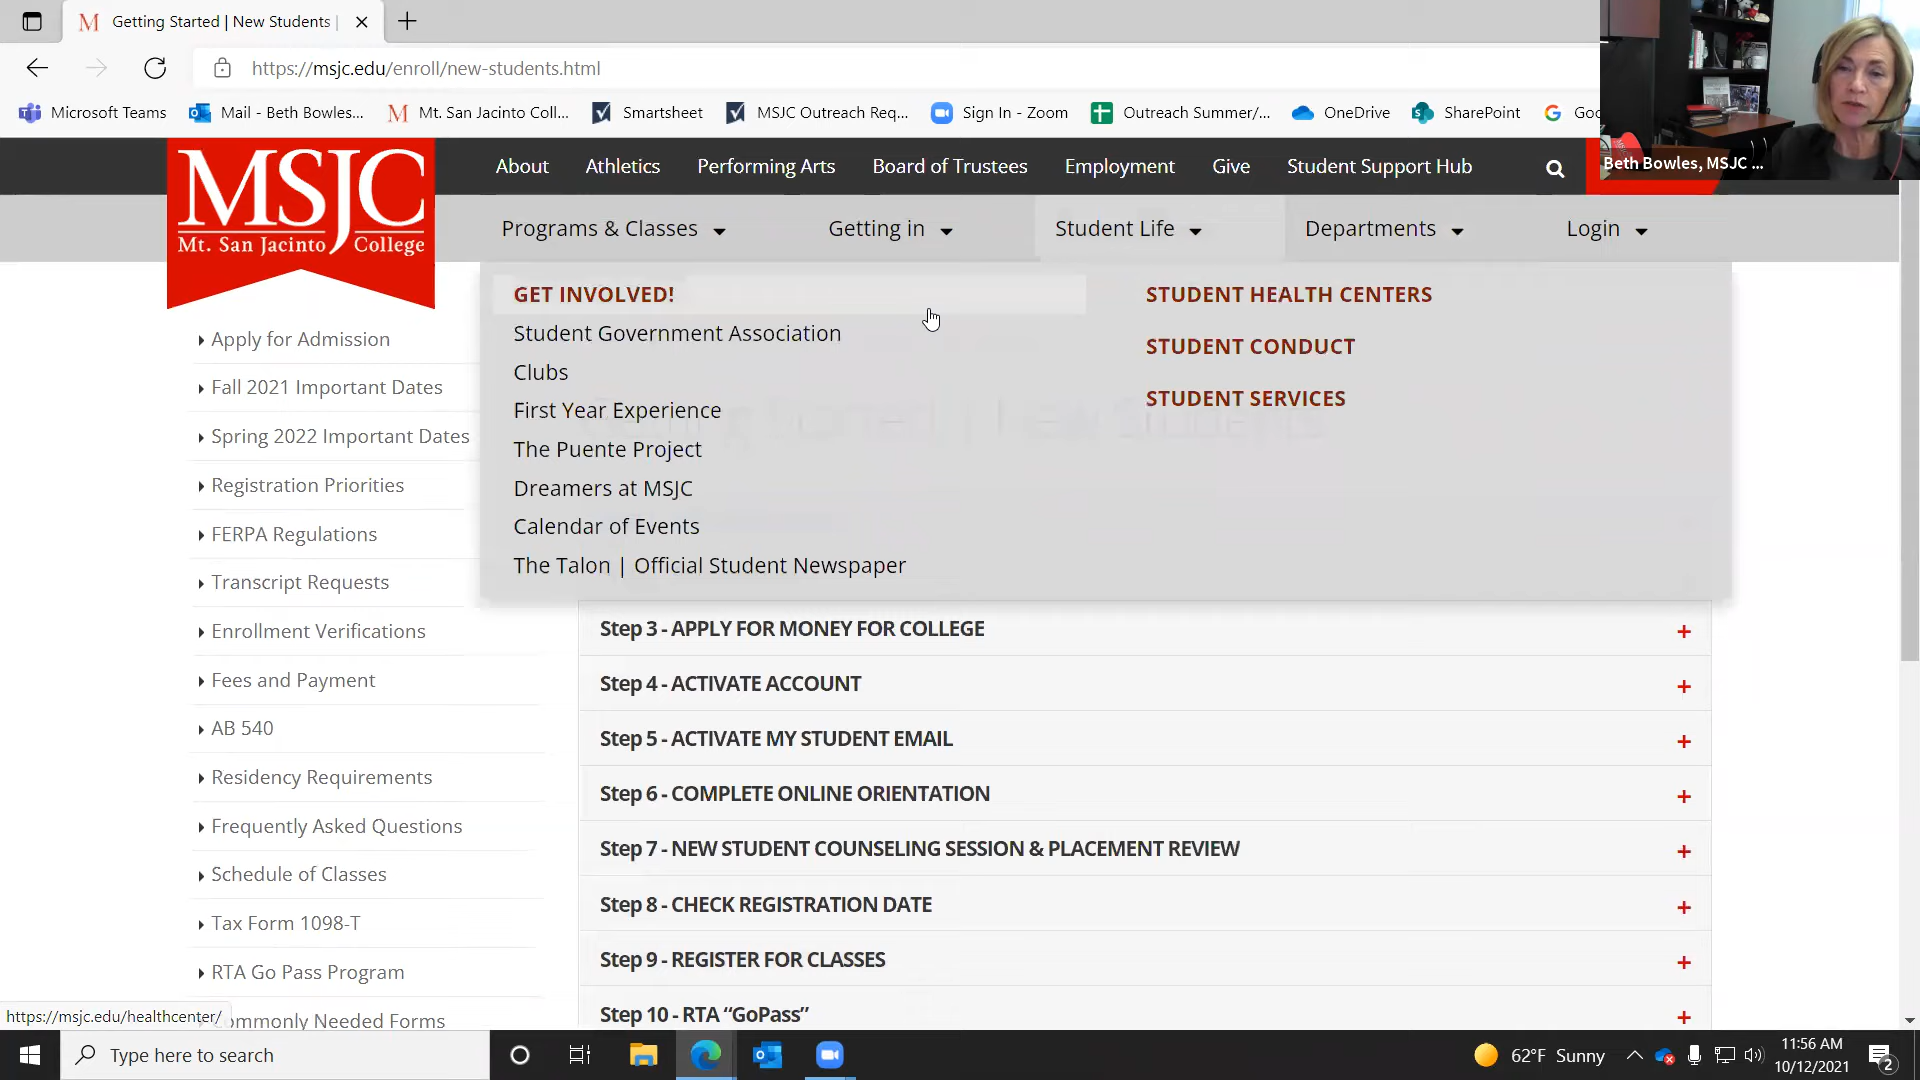 Getting Started | New Students |
https://msjc.edu/enroll/new-students.html
Microsoft Teams
Mail - Beth Bowles...
Mt. San Jacinto Coll...
Smartsheet
MSJC Outreach Req...
Sign In - Zoom
Outreach Summer/...
OneDrive
SharePoint
Goo
Beth Bowles, MSJC ...
MSJC
Mt. San Jacinto College
About
Athletics
Performing Arts
Board of Trustees
Employment
Give
Student Support Hub
Programs & Classes
Getting in
Student Life
Departments
Login
GET INVOLVED!
Student Government Association
Clubs
First Year Experience
The Puente Project
Dreamers at MSJC
Calendar of Events
The Talon | Official Student Newspaper
STUDENT HEALTH CENTERS
STUDENT CONDUCT
STUDENT SERVICES
Getting Started | New Students
Apply for Admission
Fall 2021 Important Dates
Spring 2022 Important Dates
Registration Priorities
FERPA Regulations
Transcript Requests
Enrollment Verifications
Fees and Payment
AB 540
Residency Requirements
Frequently Asked Questions
Schedule of Classes
Tax Form 1098-T
RTA Go Pass Program
Commonly Needed Forms
Step 3 - APPLY FOR MONEY FOR COLLEGE
Step 4 - ACTIVATE ACCOUNT
Step 5 - ACTIVATE MY STUDENT EMAIL
Step 6 - COMPLETE ONLINE ORIENTATION
Step 7 - NEW STUDENT COUNSELING SESSION & PLACEMENT REVIEW
Step 8 - CHECK REGISTRATION DATE
Step 9 - REGISTER FOR CLASSES
Step 10 - RTA “GoPass”
https://msjc.edu/healthcenter/
Type here to search
62°F Sunny
11:56 AM
10/12/2021
2